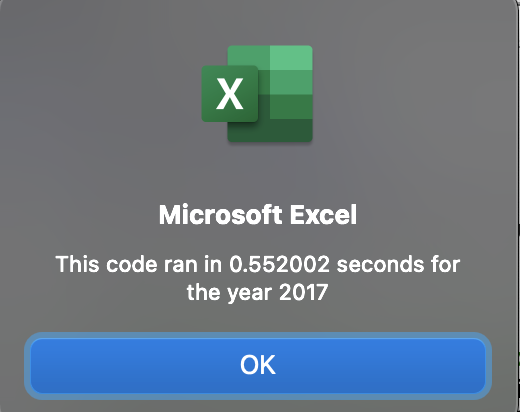 X
Microsoft Excel
This code ran in 0.552002 seconds for
the year 2017
OK